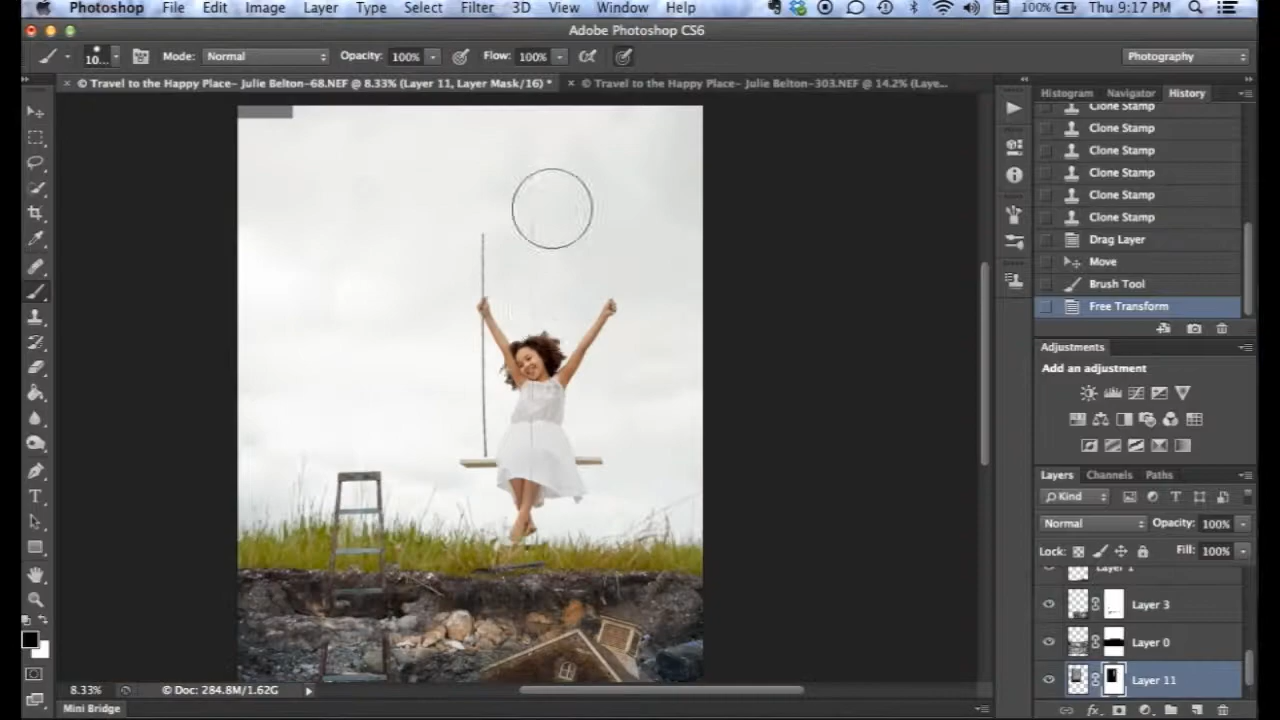 Photoshop File Edit Image Layer Type Select Filter 3D View Window Help 100% Thu 9:17 PM
Adobe Photoshop CS6
10... Mode: Normal Opacity: 100% Flow: 100% Photography
© Travel to the Happy Place- Julie Belton-68.NEF @ 8.33% (Layer 11, Layer Mask/16) * © Travel to the Happy Place- Julie Belton-303.NEF @ 14.2% (Laye...
Histogram Navigator History
Clone Stamp
Clone Stamp
Clone Stamp
Clone Stamp
Clone Stamp
Clone Stamp
Drag Layer
Move
Brush Tool
Free Transform
Adjustments
Add an adjustment
Layers Channels Paths
Kind
Normal Opacity: 100%
Lock: Fill: 100%
Layer 1
Layer 3
Layer 0
Layer 11
8.33% © Doc: 284.8M/1.62G
Mini Bridge